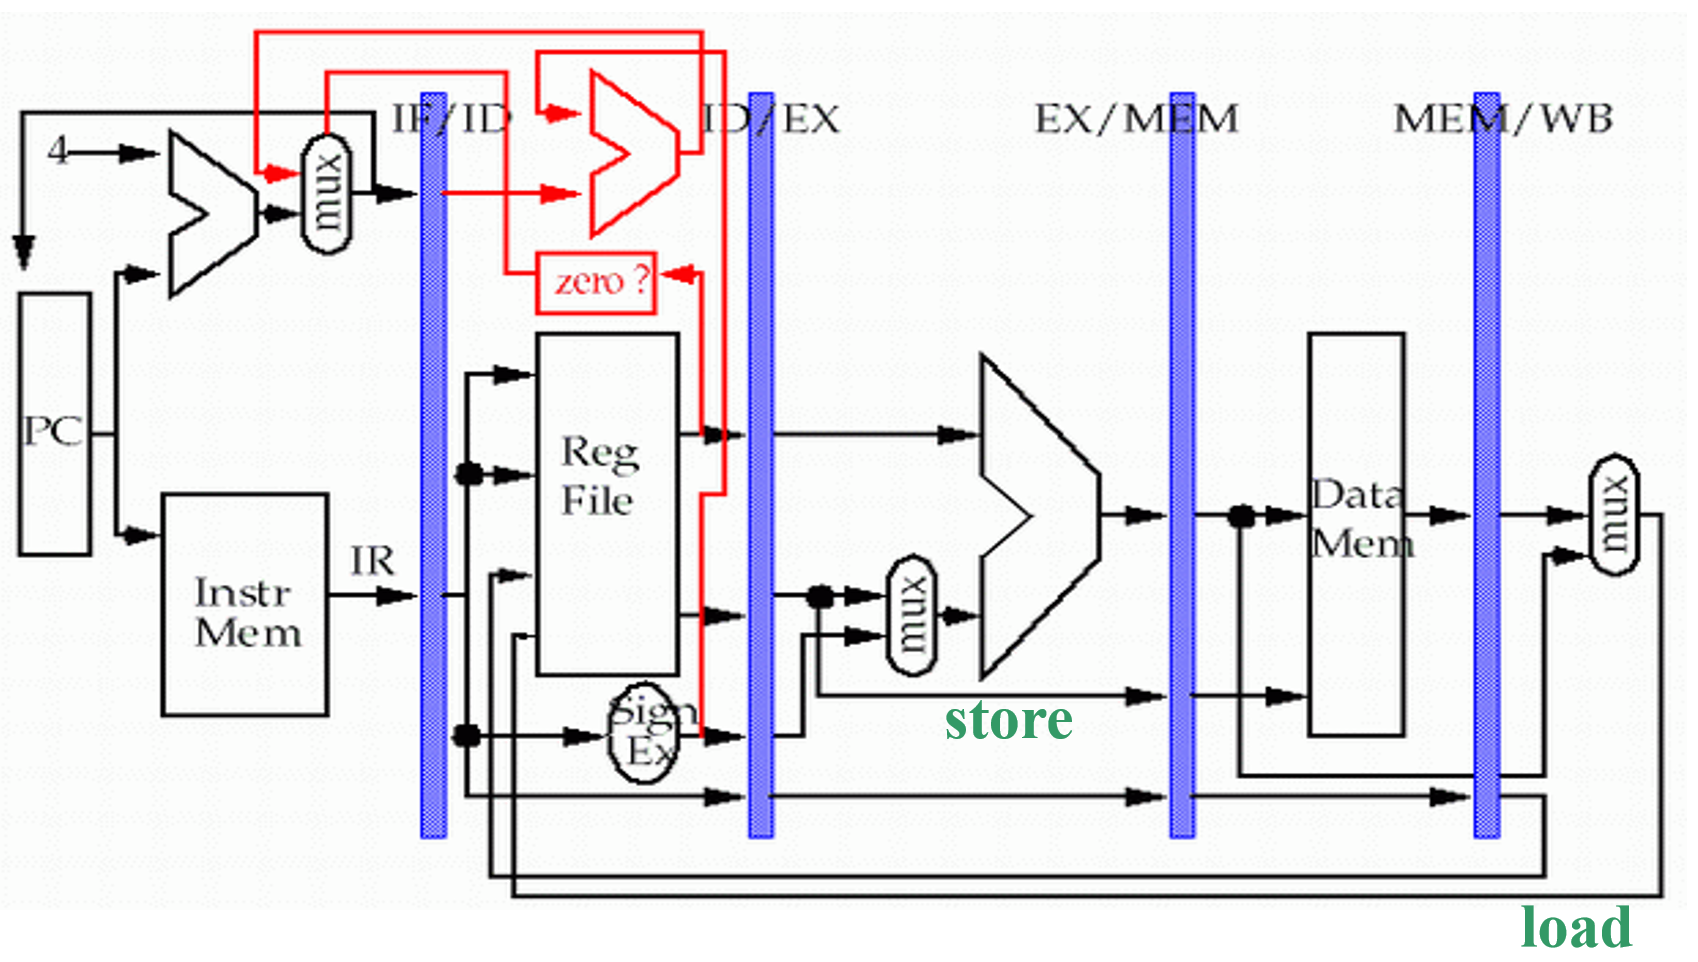 IF/ID
ID/EX
EX/MEM
MEM/WB
4
mux
zero ?
PC
Reg
File
Instr
Mem
IR
Sign
Ex
mux
store
Data
Mem
mux
load